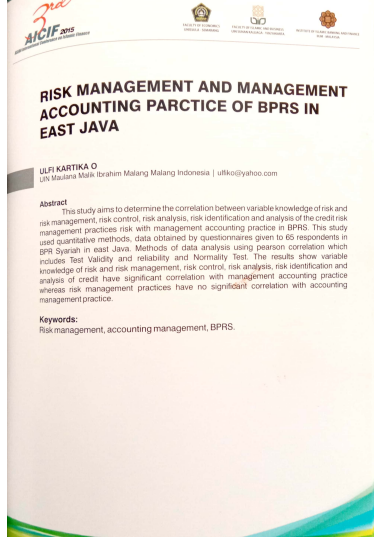 3rd
AICIF 2015
RISK MANAGEMENT AND MANAGEMENT
ACCOUNTING PARCTICE OF BPRS IN
EAST JAVA
ULFI KARTIKA O
UIN Maulana Malik Ibrahim Malang Malang Indonesia | ulfiko@yahoo.com
Abstract
This study aims to determine the correlation between variable knowledge of risk and
risk management, risk control, risk analysis, risk identification and analysis of the credit risk
management practices risk with management accounting practice in BPRS. This study
used quantitative methods, data obtained by questionnaires given to 65 respondents in
BPR Syariah in east Java. Methods of data analysis using pearson correlation which
includes Test Validity and reliability and Normality Test. The results show variable
knowledge of risk and risk management, risk control, risk analysis, risk identification and
analysis of credit have significant correlation with management accounting practice
whereas risk management practices have no significant correlation with accounting
management practice.
Keywords:
Risk management, accounting management, BPRS.